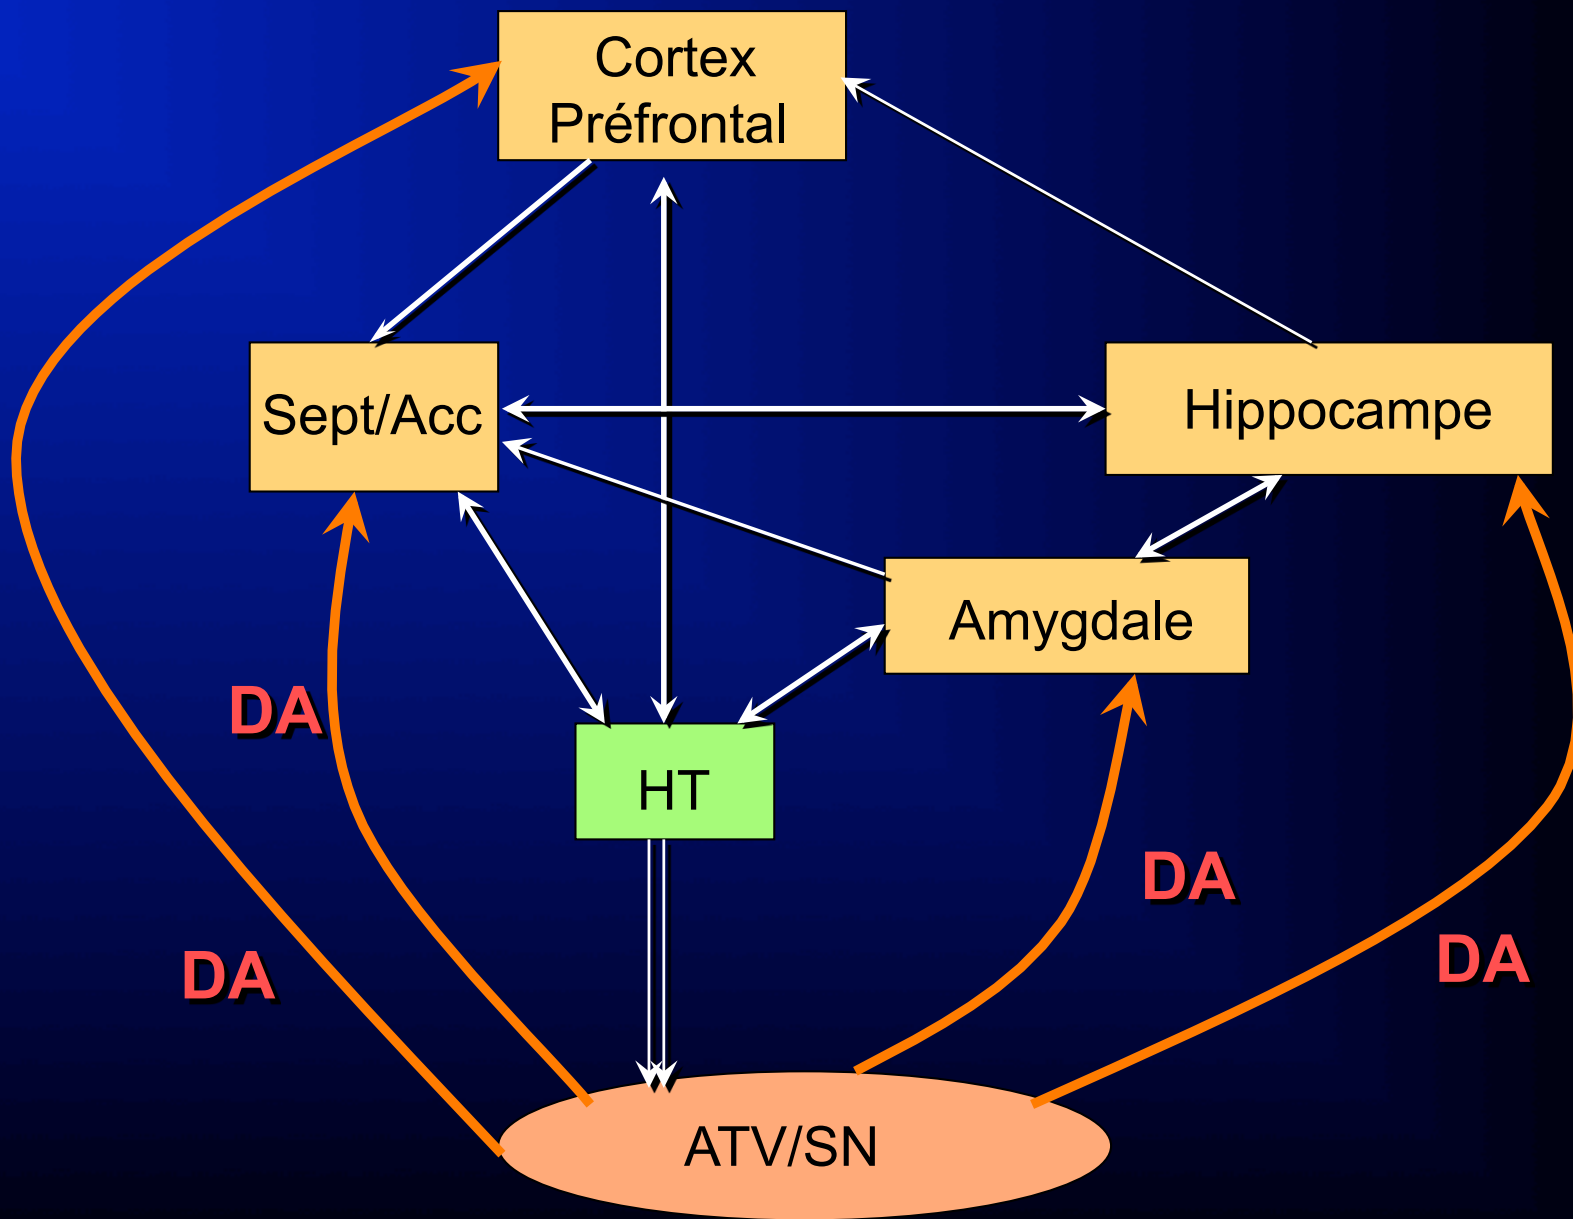 Cortex
Préfrontal
Sept/Acc
Hippocampe
Amygdale
DA
HT
DA
DA
DA
ATV/SN